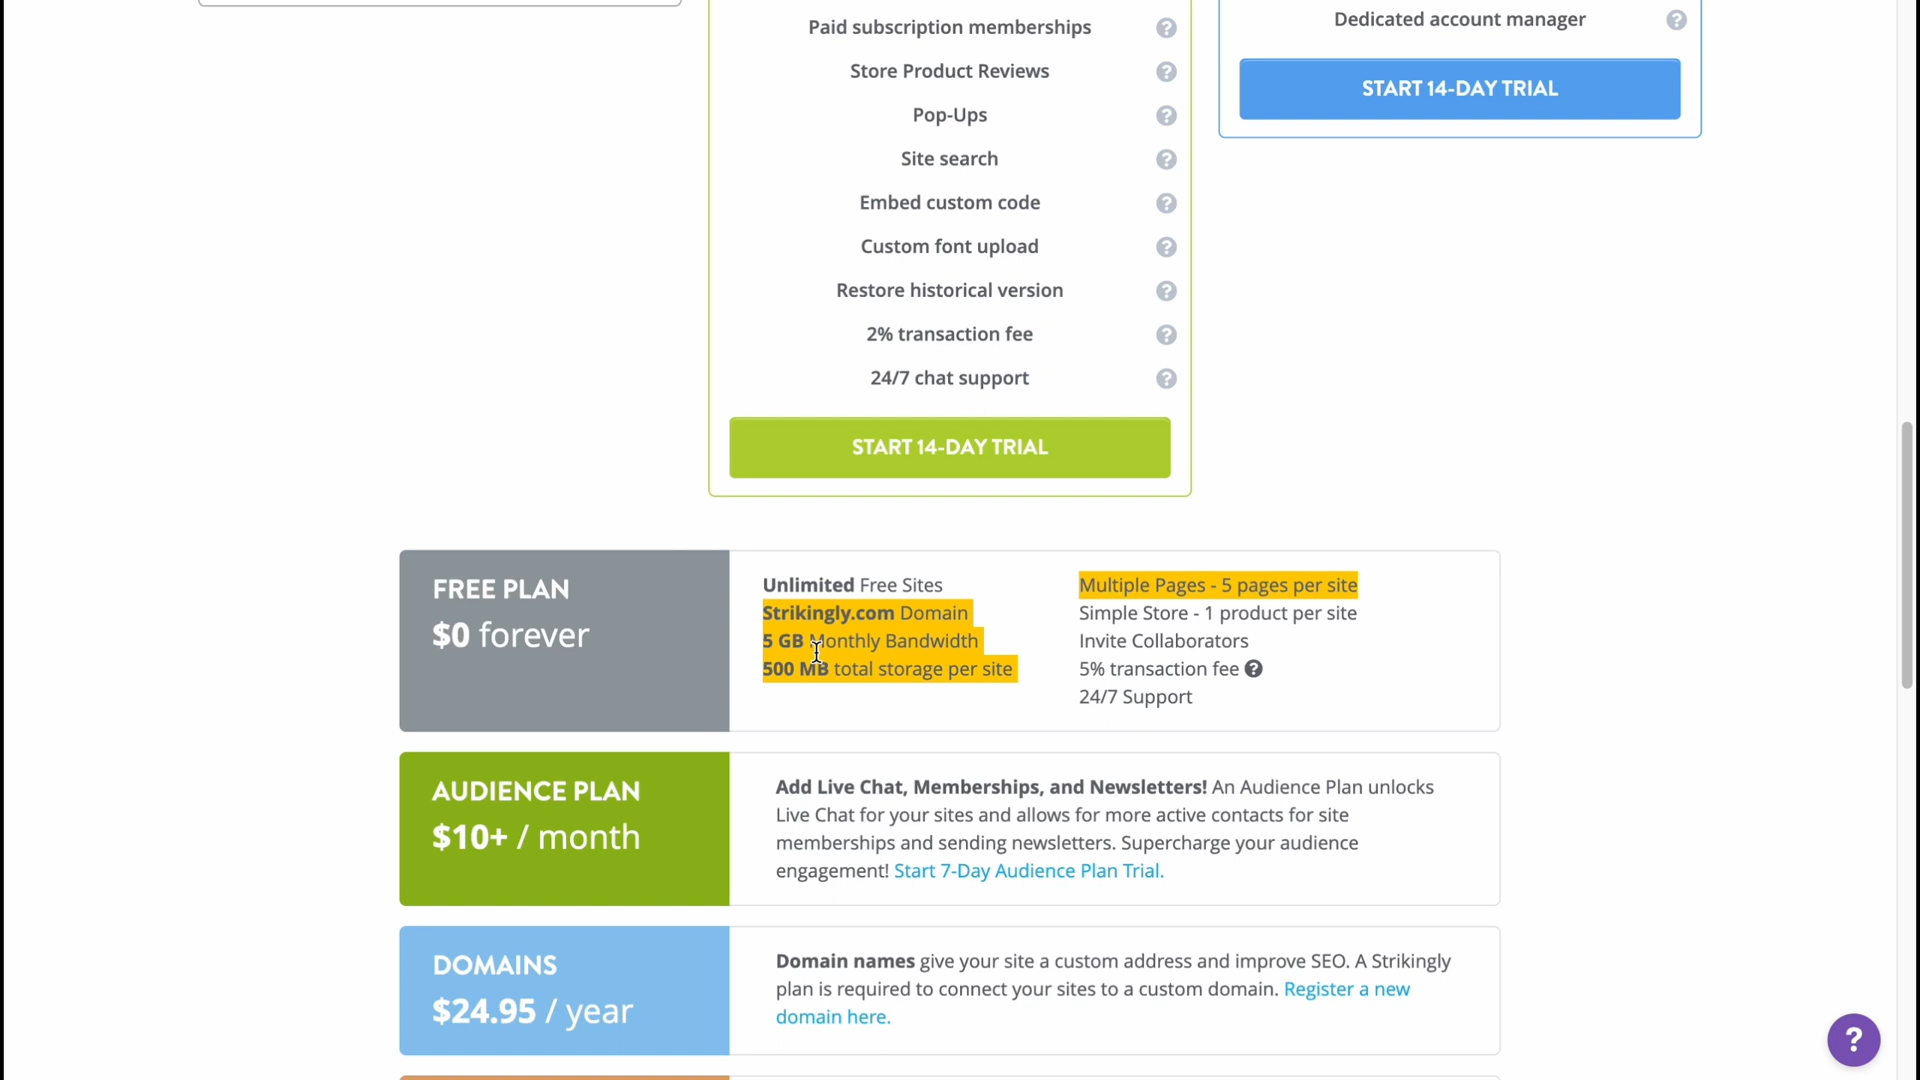 Paid subscription memberships
Store Product Reviews
Pop-Ups
Site search
Embed custom code
Custom font upload
Restore historical version
2% transaction fee
24/7 chat support
START 14-DAY TRIAL
Dedicated account manager
START 14-DAY TRIAL
FREE PLAN
$0 forever
Unlimited Free Sites
Strikingly.com Domain
5 GB Monthly Bandwidth
500 MB total storage per site
Multiple Pages - 5 pages per site
Simple Store - 1 product per site
Invite Collaborators
5% transaction fee ?
24/7 Support
AUDIENCE PLAN
$10+ / month
Add Live Chat, Memberships, and Newsletters! An Audience Plan unlocks
Live Chat for your sites and allows for more active contacts for site
memberships and sending newsletters. Supercharge your audience
engagement! Start 7-Day Audience Plan Trial.
DOMAINS
$24.95 / year
Domain names give your site a custom address and improve SEO. A Strikingly
plan is required to connect your sites to a custom domain. Register a new
domain here.
?